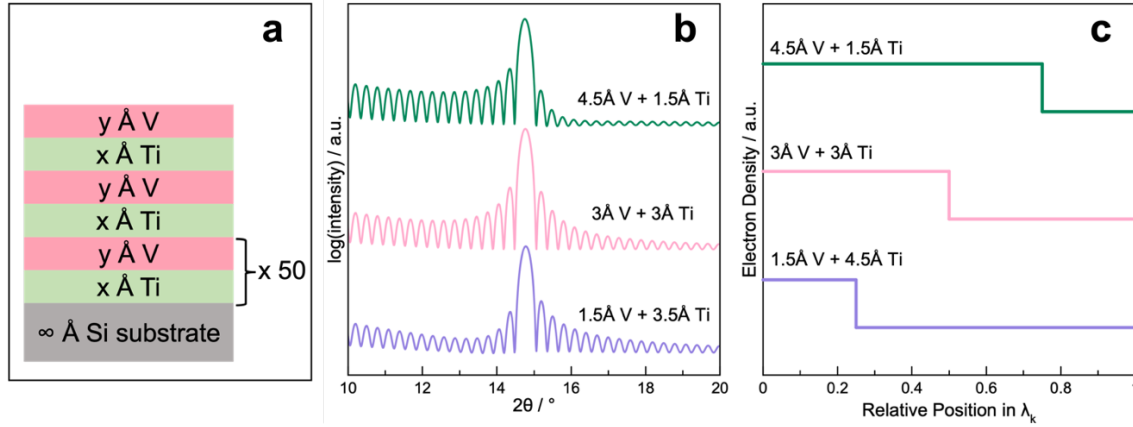 a
y Å V
x Å Ti
y Å V
x Å Ti
y Å V
x Å Ti
x 50
∞ Å Si substrate
b
log(intensity) / a.u.
4.5Å V + 1.5Å Ti
3Å V + 3Å Ti
1.5Å V + 3.5Å Ti
10 12 14 16 18 20
2θ / °
c
Electron Density / a.u.
4.5Å V + 1.5Å Ti
3Å V + 3Å Ti
1.5Å V + 4.5Å Ti
0 0.2 0.4 0.6 0.8 1
Relative Position in λk